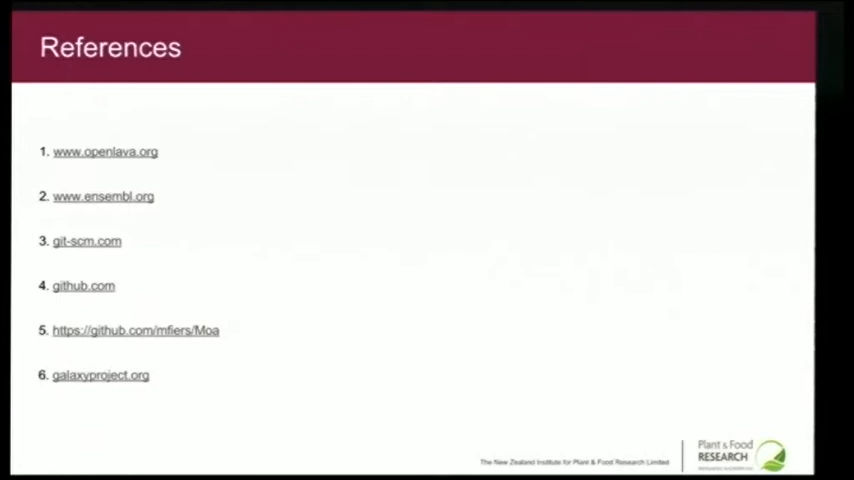 References
1. www.openlava.org
2. www.ensembl.org
3. git-scm.com
4. github.com
5. https://github.com/mfiers/Moa
6. galaxyproject.org
The New Zealand Institute for Plant & Food Research Limited
Plant & Food
RESEARCH